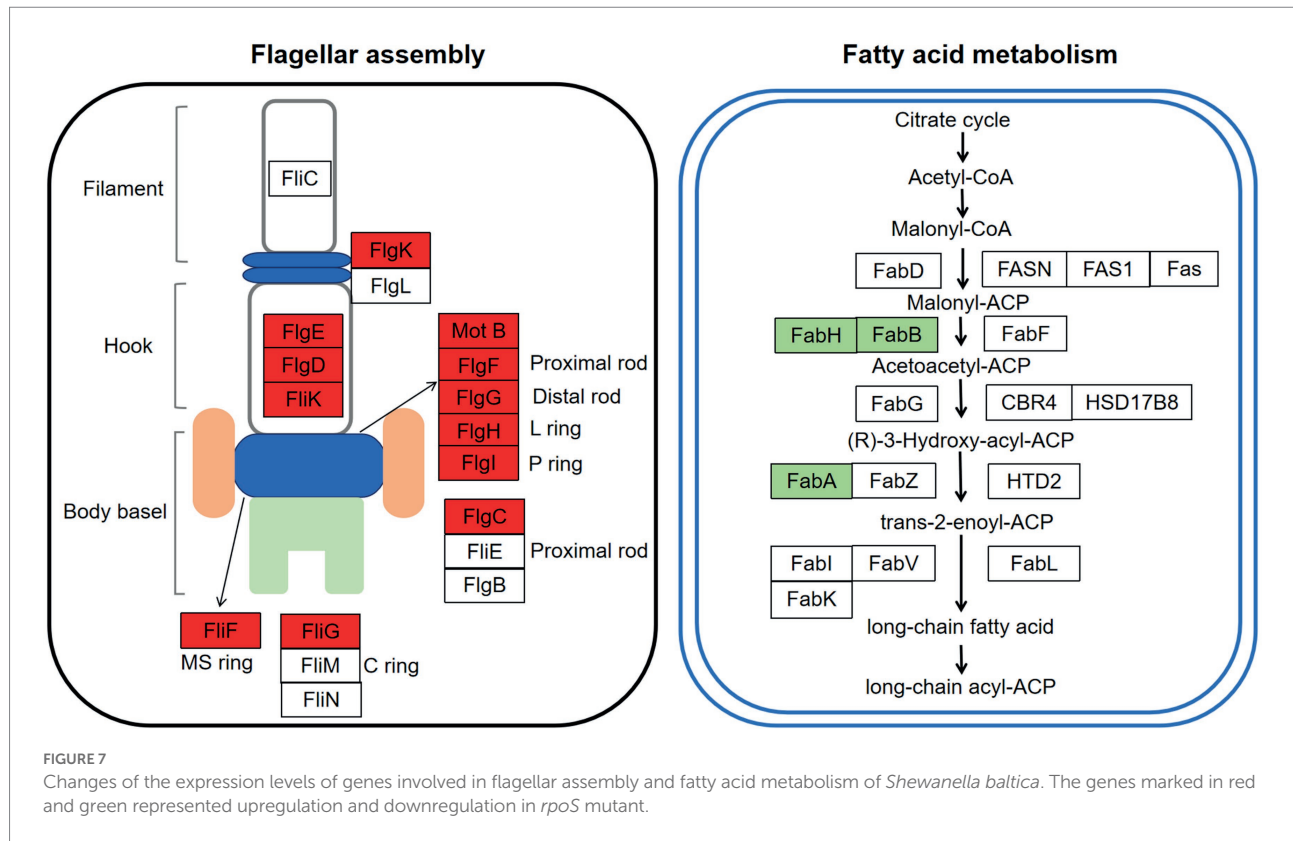 Flagellar assembly
Filament
FliC
FlgK
FlgL
Hook
FlgE
FlgD
FliK
Mot B
FlgF Proximal rod
FlgG Distal rod
FlgH L ring
FlgI P ring
Body basel
FlgC
FliE Proximal rod
FlgB
FliF
MS ring
FliG
FliM C ring
FliN
Fatty acid metabolism
Citrate cycle
Acetyl-CoA
Malonyl-CoA
FabD FASN FAS1 Fas
Malonyl-ACP
FabH FabB FabF
Acetoacetyl-ACP
FabG CBR4 HSD17B8
(R)-3-Hydroxy-acyl-ACP
FabA FabZ HTD2
trans-2-enoyl-ACP
FabI FabV FabL
FabK
long-chain fatty acid
long-chain acyl-ACP
FIGURE 7
Changes of the expression levels of genes involved in flagellar assembly and fatty acid metabolism of Shewanella baltica. The genes marked in red
and green represented upregulation and downregulation in rpoS mutant.